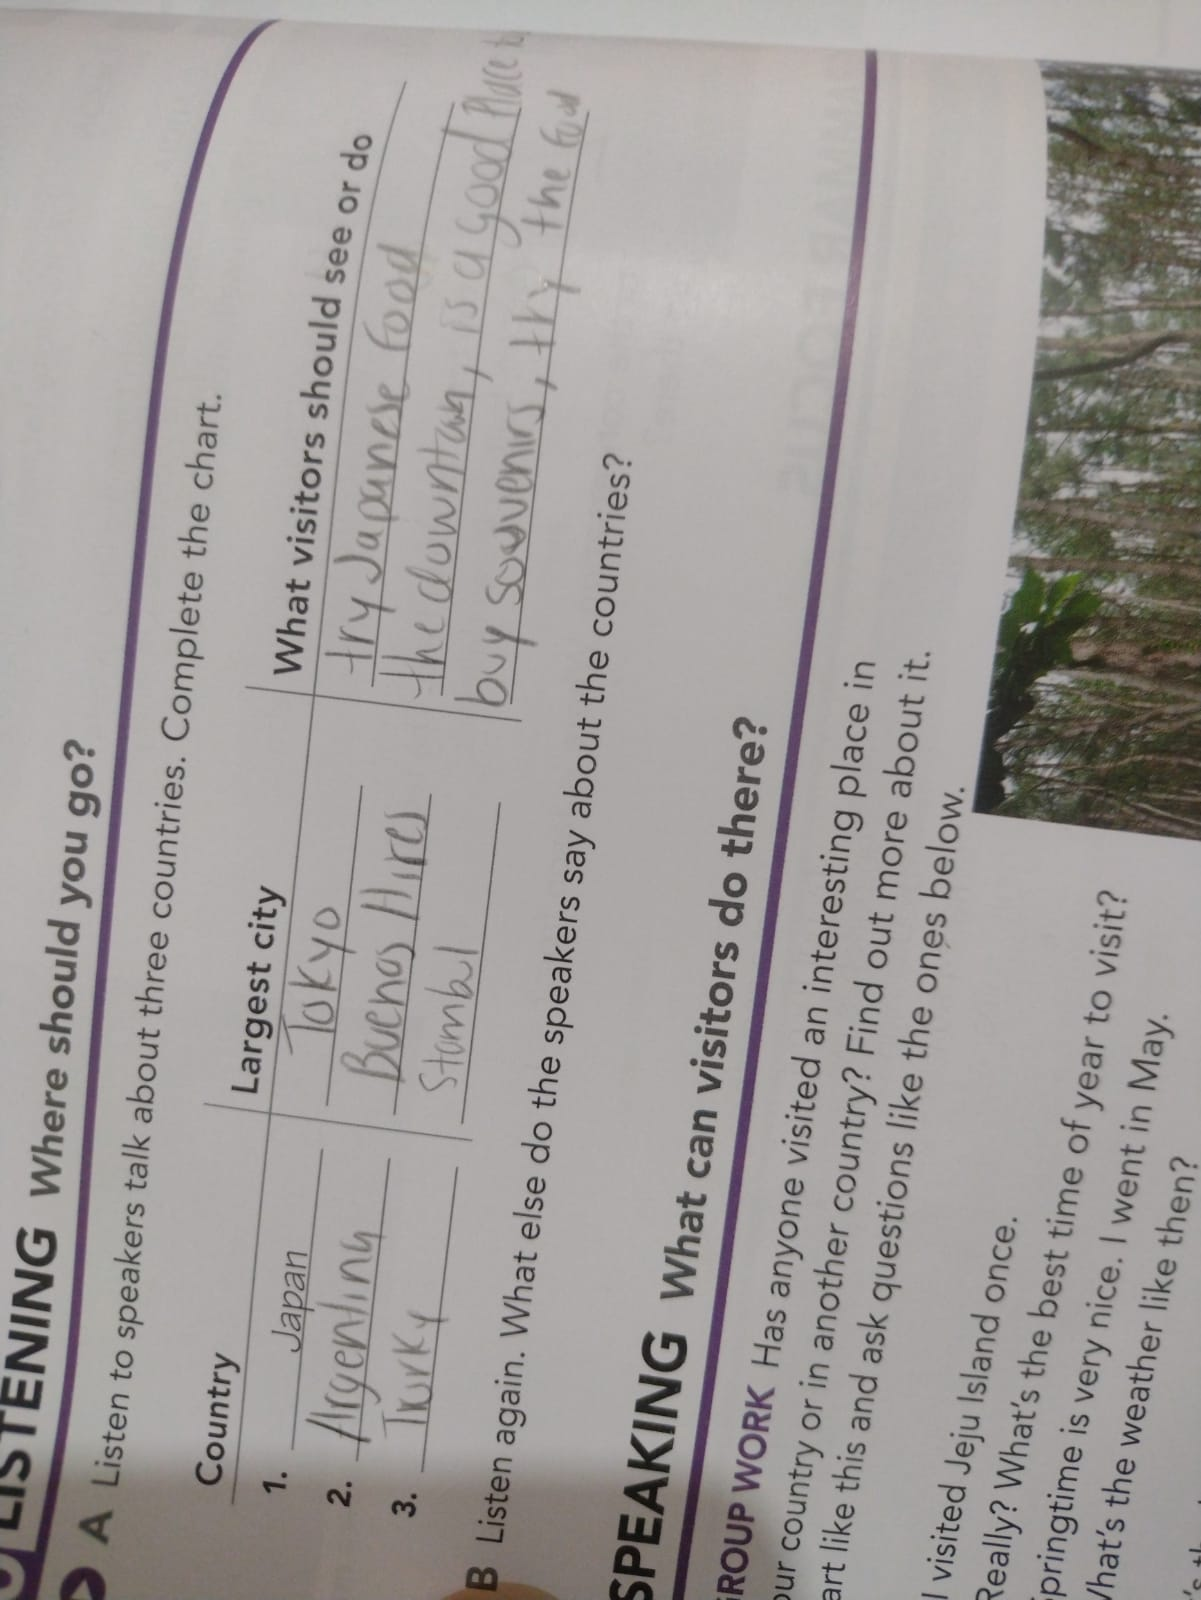 LISTENING Where should you go?
A Listen to speakers talk about three countries. Complete the chart.
Country Largest city What visitors should see or do
1. Japan Tokyo try Japanese food
2. Argentina Buenos Aires the downtown, is a good place to
3. Turky Stambul buy souvenirs, try the food
B Listen again. What else do the speakers say about the countries?
SPEAKING What can visitors do there?
GROUP WORK Has anyone visited an interesting place in
our country or in another country? Find out more about it.
art like this and ask questions like the ones below.
I visited Jeju Island once.
Really? What's the best time of year to visit?
pringtime is very nice. I went in May.
What's the weather like then?